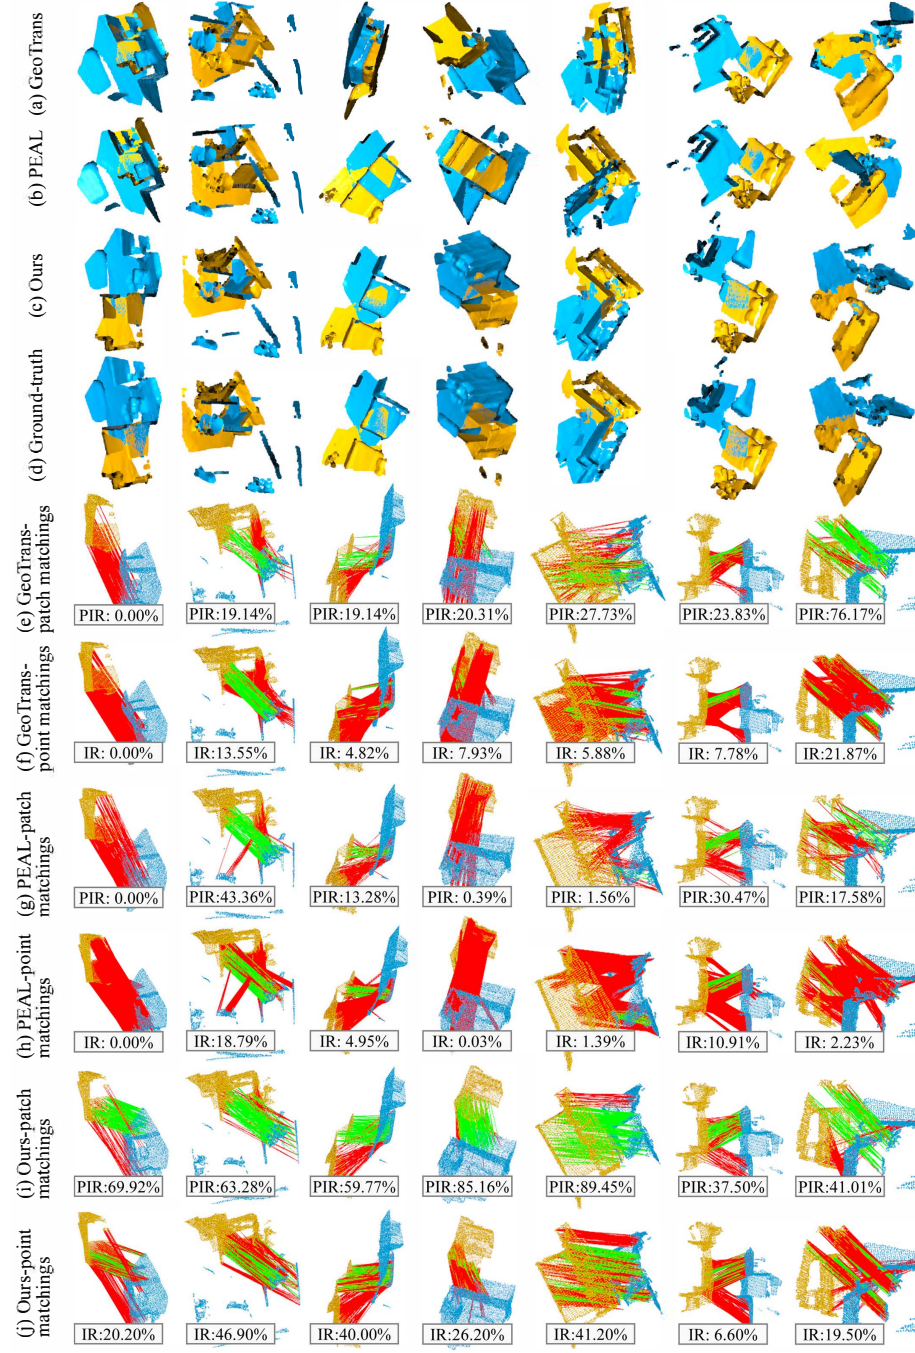 (a) GeoTrans
(b) PEAL
(c) Ours
(d) Ground-truth
(e) GeoTrans-
patch matchings
PIR: 0.00%
PIR:19.14%
PIR:19.14%
PIR:20.31%
PIR:27.73%
PIR:23.83%
PIR:76.17%
(f) GeoTrans-
point matchings
IR: 0.00%
IR:13.55%
IR: 4.82%
IR: 7.93%
IR: 5.88%
IR: 7.78%
IR:21.87%
(g) PEAL-patch
matchings
PIR: 0.00%
PIR:43.36%
PIR:13.28%
PIR: 0.39%
PIR: 1.56%
PIR:30.47%
PIR:17.58%
(h) PEAL-point
matchings
IR: 0.00%
IR:18.79%
IR: 4.95%
IR: 0.03%
IR: 1.39%
IR:10.91%
IR: 2.23%
(i) Ours-patch
matchings
PIR:69.92%
PIR:63.28%
PIR:59.77%
PIR:85.16%
PIR:89.45%
PIR:37.50%
PIR:41.01%
(j) Ours-point
matchings
IR:20.20%
IR:46.90%
IR:40.00%
IR:26.20%
IR:41.20%
IR: 6.60%
IR:19.50%